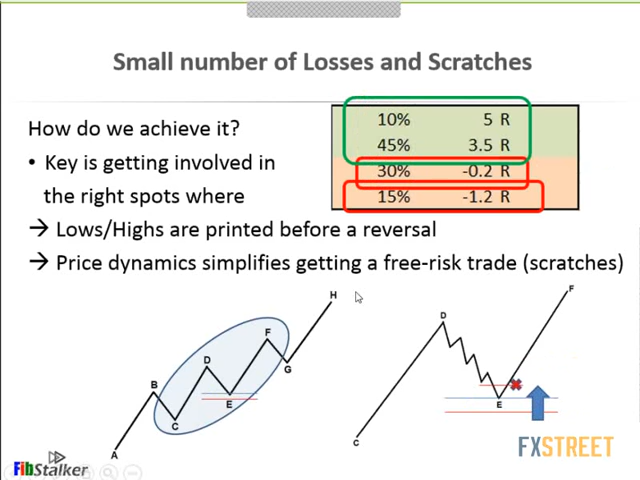 Small number of Losses and Scratches
How do we achieve it?
• Key is getting involved in
the right spots where
→ Lows/Highs are printed before a reversal
→ Price dynamics simplifies getting a free-risk trade (scratches)
10% 5 R
45% 3.5 R
30% -0.2 R
15% -1.2 R
H
F
D
B
G
E
C
A
F
D
E
C
FXSTREET
FibStalker